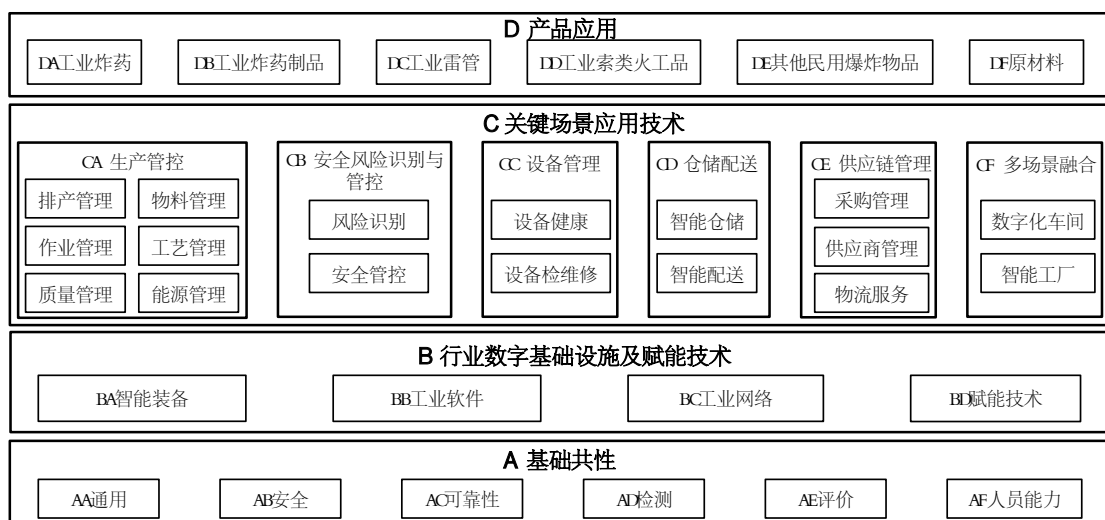 D 产品应用
DA工业炸药
DB工业炸药制品
DC工业雷管
DD工业索类火工品
DE其他民用爆炸物品
DF原材料
C 关键场景应用技术
CA 生产管控
排产管理
物料管理
作业管理
工艺管理
质量管理
能源管理
CB 安全风险识别与
管控
风险识别
安全管控
CC 设备管理
设备健康
设备检维修
CD 仓储配送
智能仓储
智能配送
CE 供应链管理
采购管理
供应商管理
物流服务
CF 多场景融合
数字化车间
智能工厂
B 行业数字基础设施及赋能技术
BA智能装备
BB工业软件
BC工业网络
BD赋能技术
A 基础共性
AA通用
AB安全
AC可靠性
AD检测
AE评价
AF人员能力